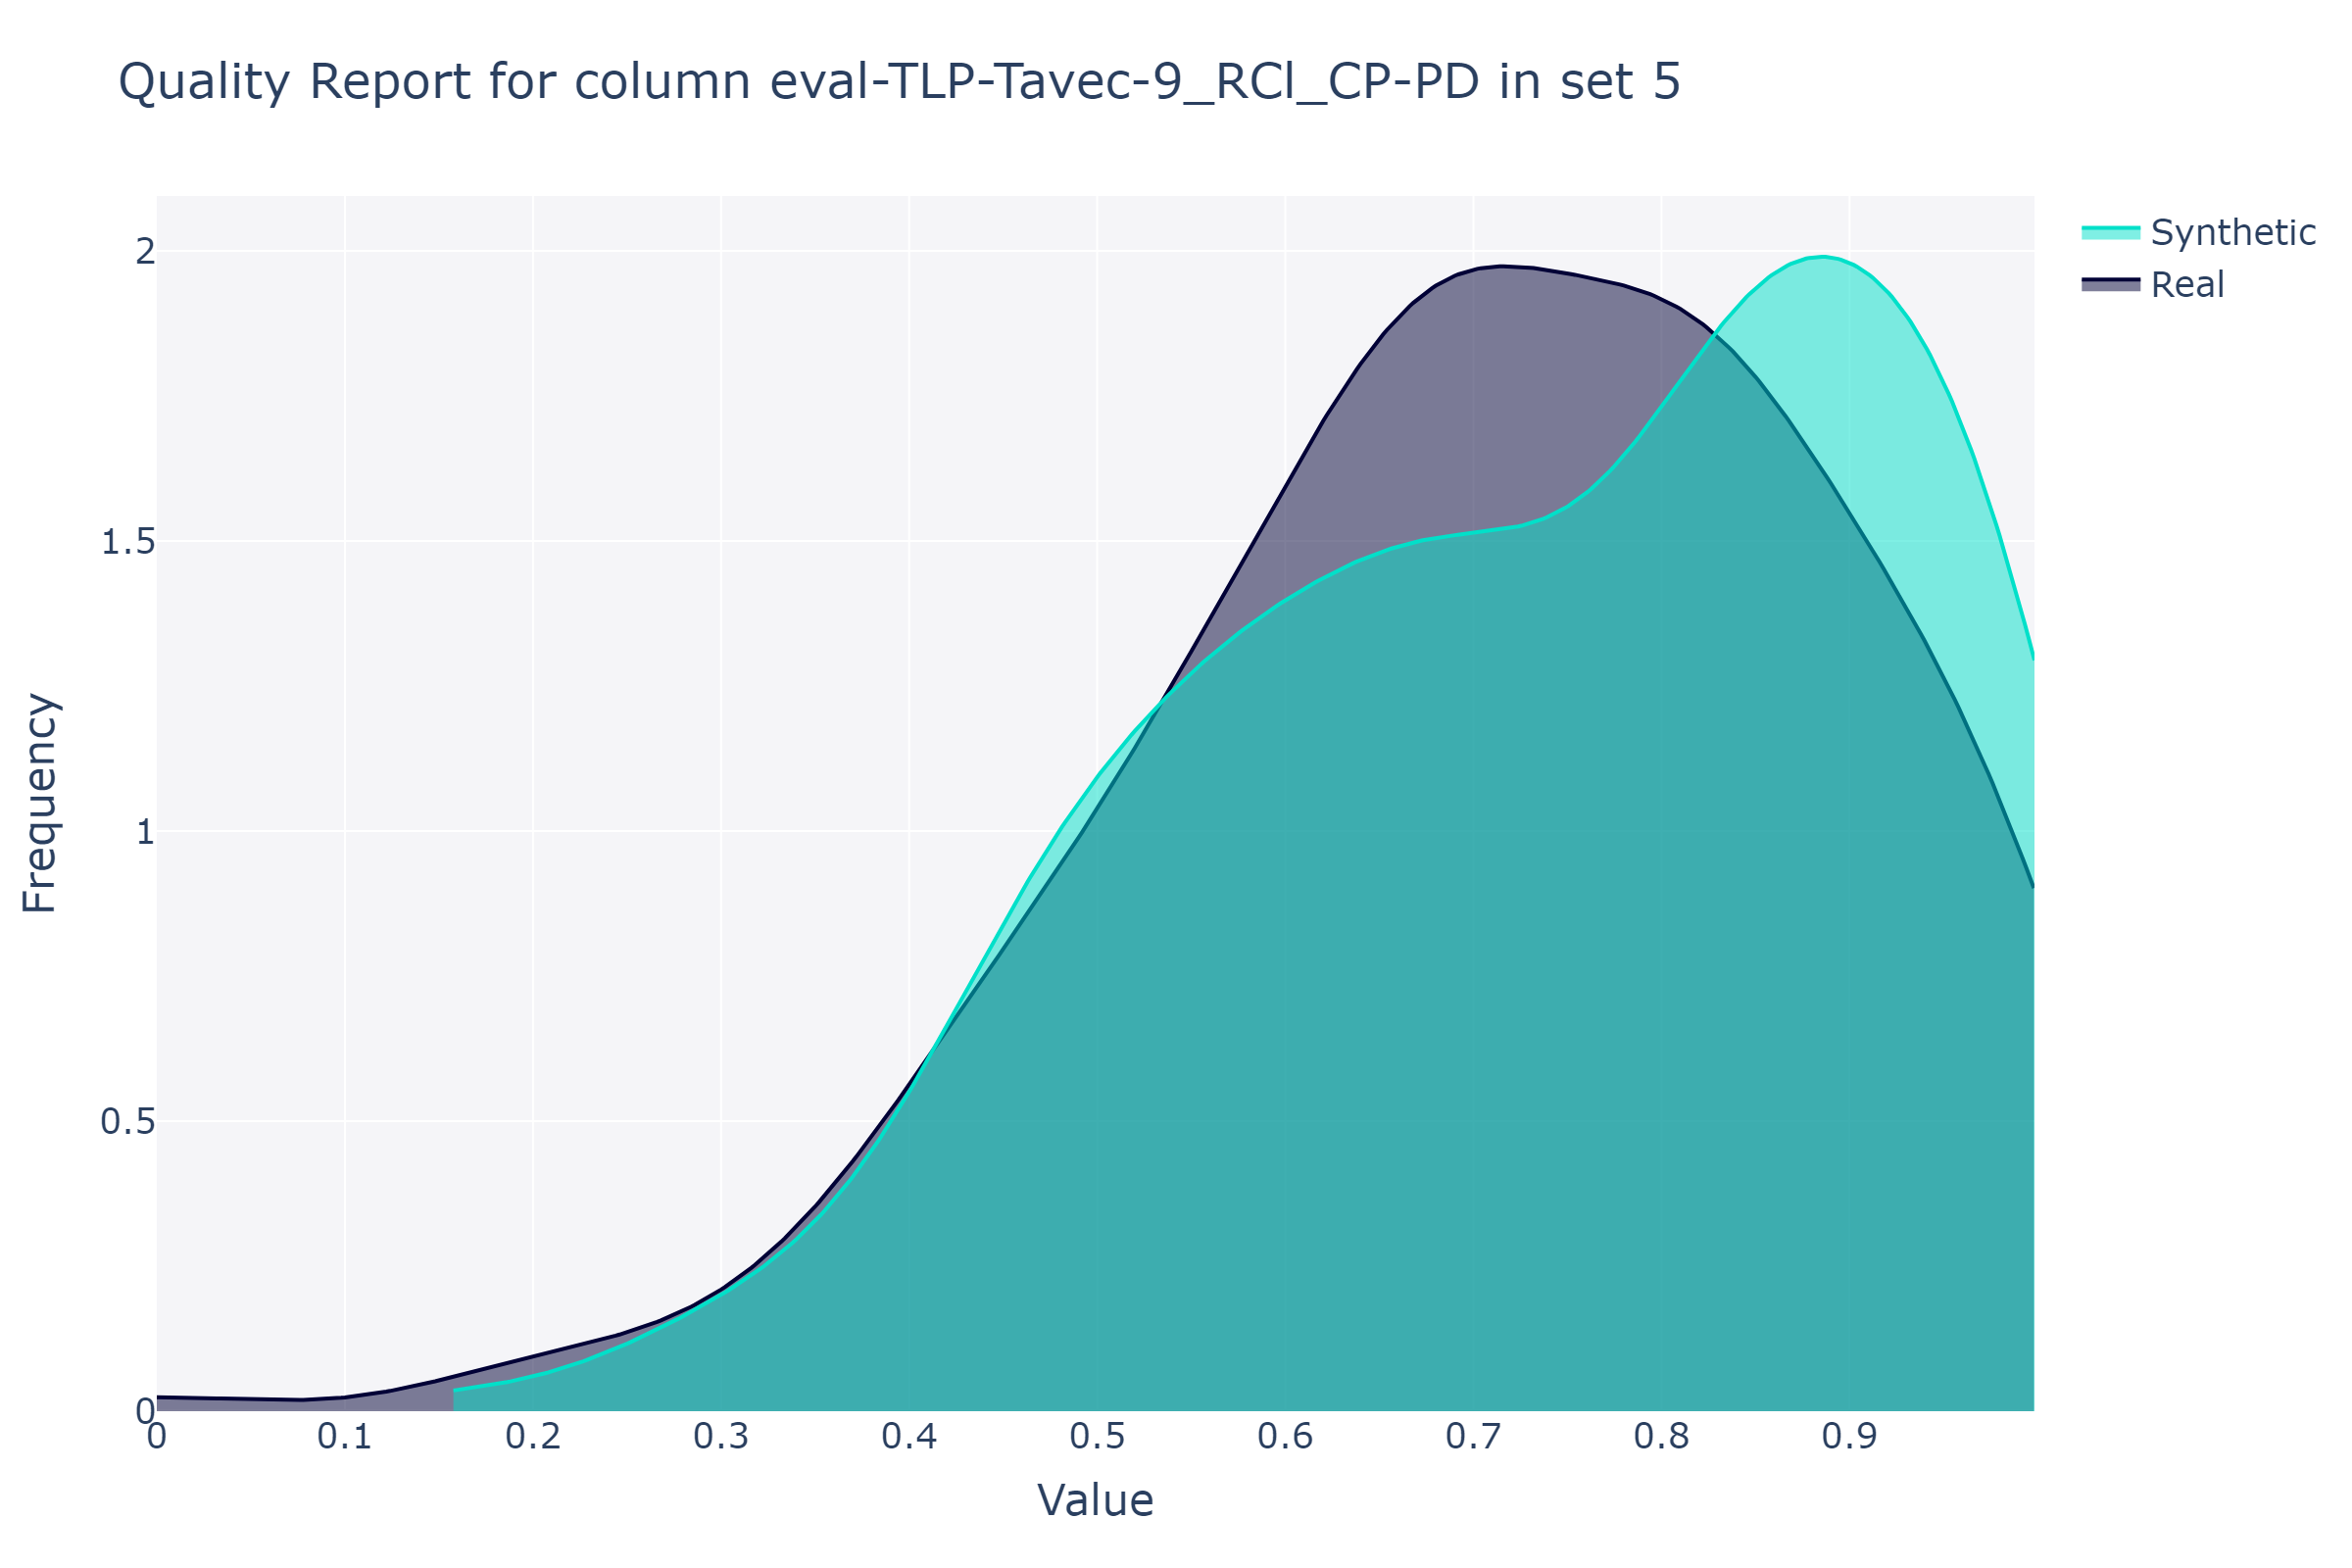 Quality Report for column eval-TLP-Tavec-9_RCl_CP-PD in set 5
Synthetic
Real
2
1.5
1
0.5
0
Frequency
0 0.1 0.2 0.3 0.4 0.5 0.6 0.7 0.8 0.9
Value